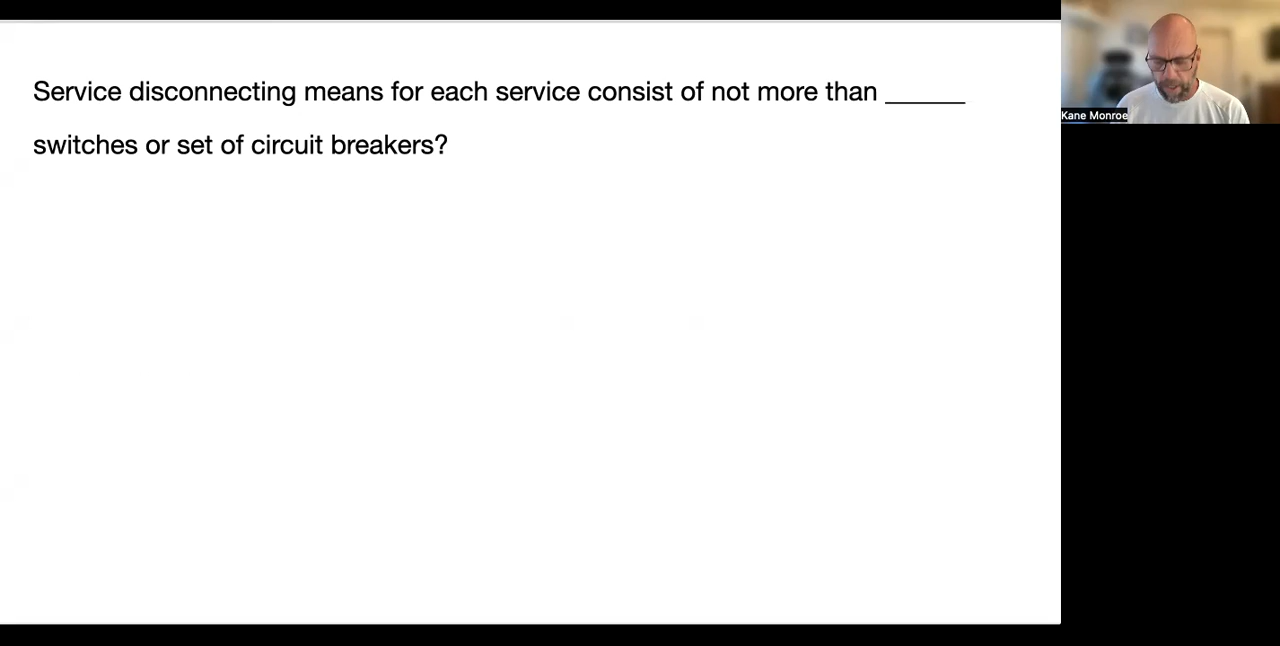 Service disconnecting means for each service consist of not more than ______
switches or set of circuit breakers?
Kane Monroe